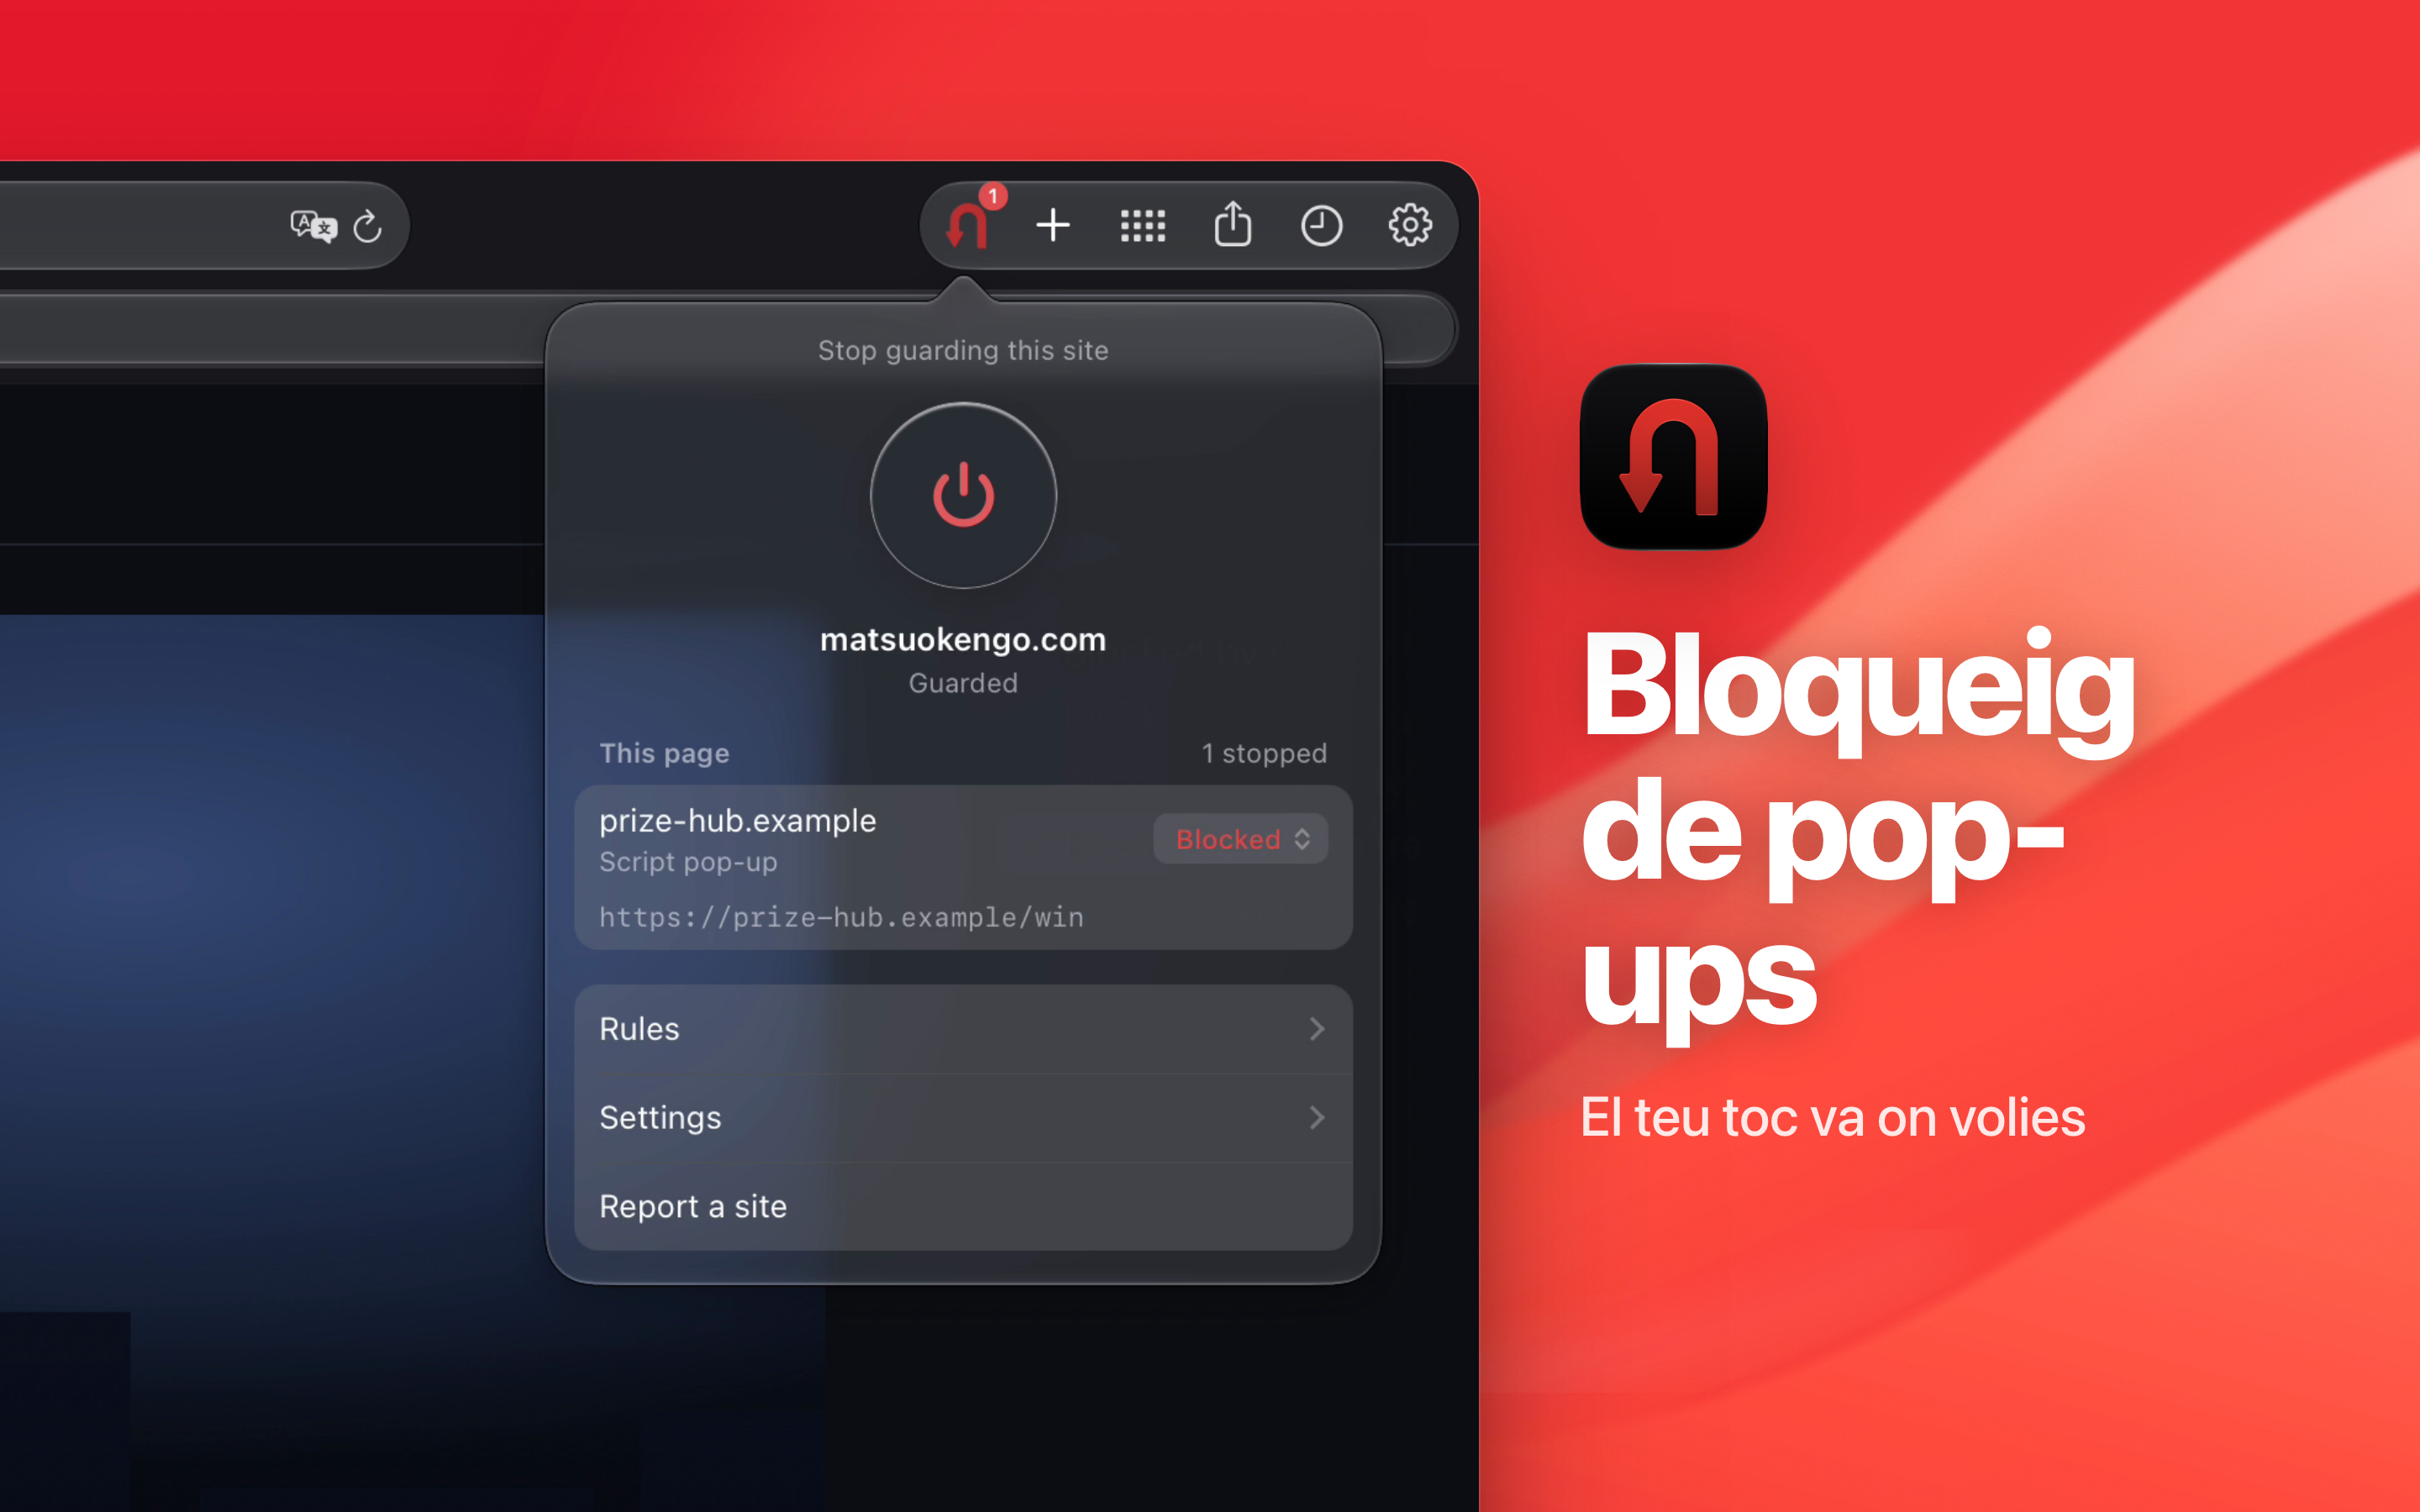 1
Stop guarding this site
matsuokengo.com
Guarded
This page
1 stopped
prize-hub.example
Blocked
Script pop-up
https://prize-hub.example/win
Rules
Settings
Report a site
Bloqueig
de pop-
ups
El teu toc va on volies